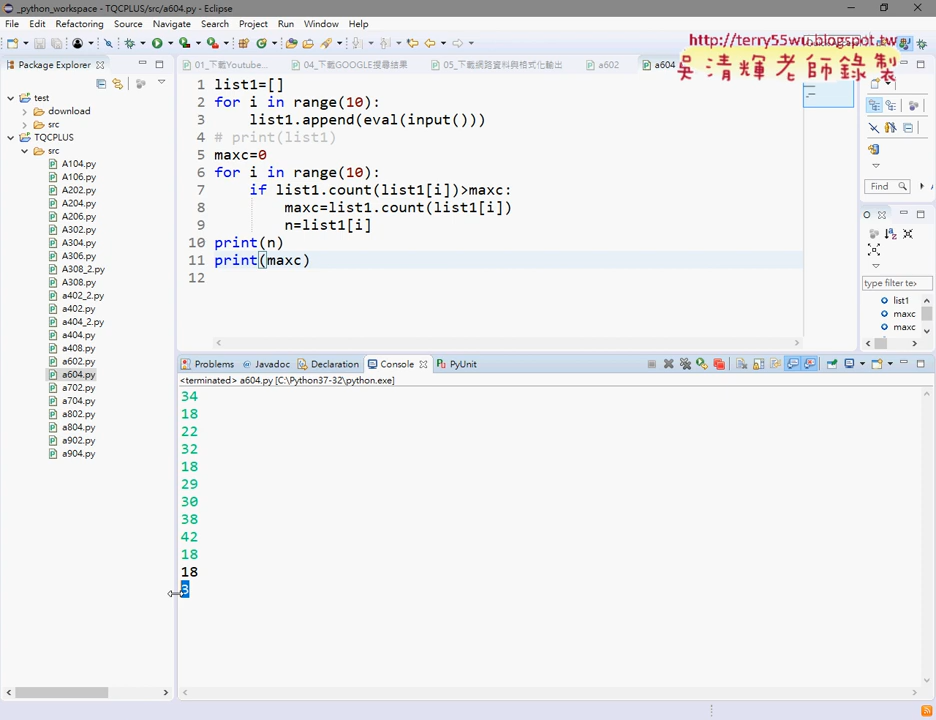 _python_workspace - TQCPLUS/src/a604.py - Eclipse
File Edit Refactoring Source Navigate Search Project Run Window Help
http://terry55wu.blogspot.tw
吳清輝老師錄製
Package Explorer
01_下載Youtube...
04_下載GOOGLE搜尋結果
05_下載網路資料與格式化輸出
a602
a604
test
download
src
TQCPLUS
src
A104.py
A106.py
A202.py
A204.py
A206.py
A302.py
A304.py
A306.py
A308_2.py
A308.py
a402_2.py
a402.py
a404_2.py
a404.py
a408.py
a602.py
a604.py
a702.py
a704.py
a802.py
a804.py
a902.py
a904.py
1 list1=[]
2 for i in range(10):
3 list1.append(eval(input()))
4 # print(list1)
5 maxc=0
6 for i in range(10):
7 if list1.count(list1[i])>maxc:
8 maxc=list1.count(list1[i])
9 n=list1[i]
10 print(n)
11 print(maxc)
12
Find
type filter te
list1
maxc
maxc
Problems Javadoc Declaration Console PyUnit
<terminated> a604.py [C:\Python37-32\python.exe]
34
18
22
32
18
29
30
38
42
18
18
3